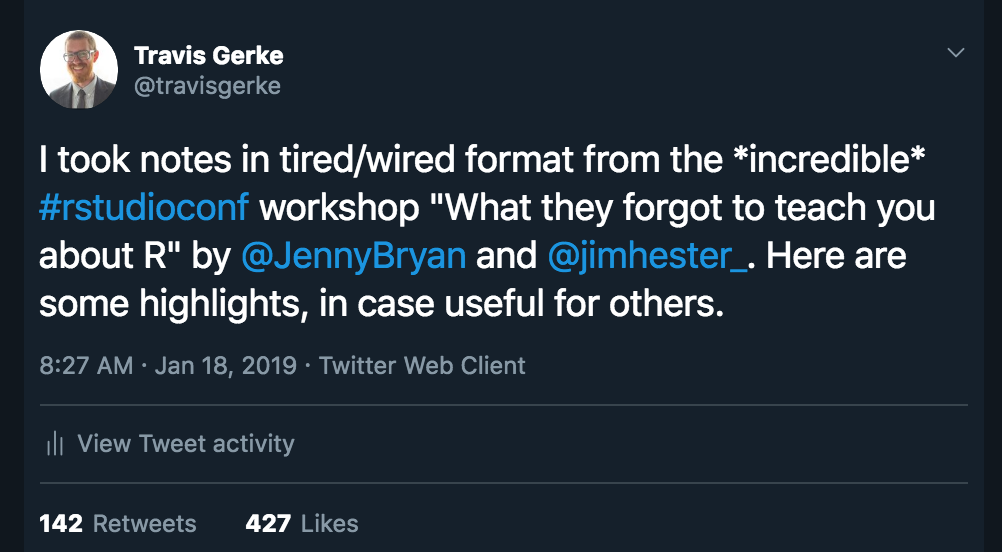 Travis Gerke
@travisgerke
I took notes in tired/wired format from the *incredible*
#rstudioconf workshop "What they forgot to teach you
about R" by @JennyBryan and @jimhester_. Here are
some highlights, in case useful for others.
8:27 AM · Jan 18, 2019 · Twitter Web Client
View Tweet activity
142 Retweets 427 Likes